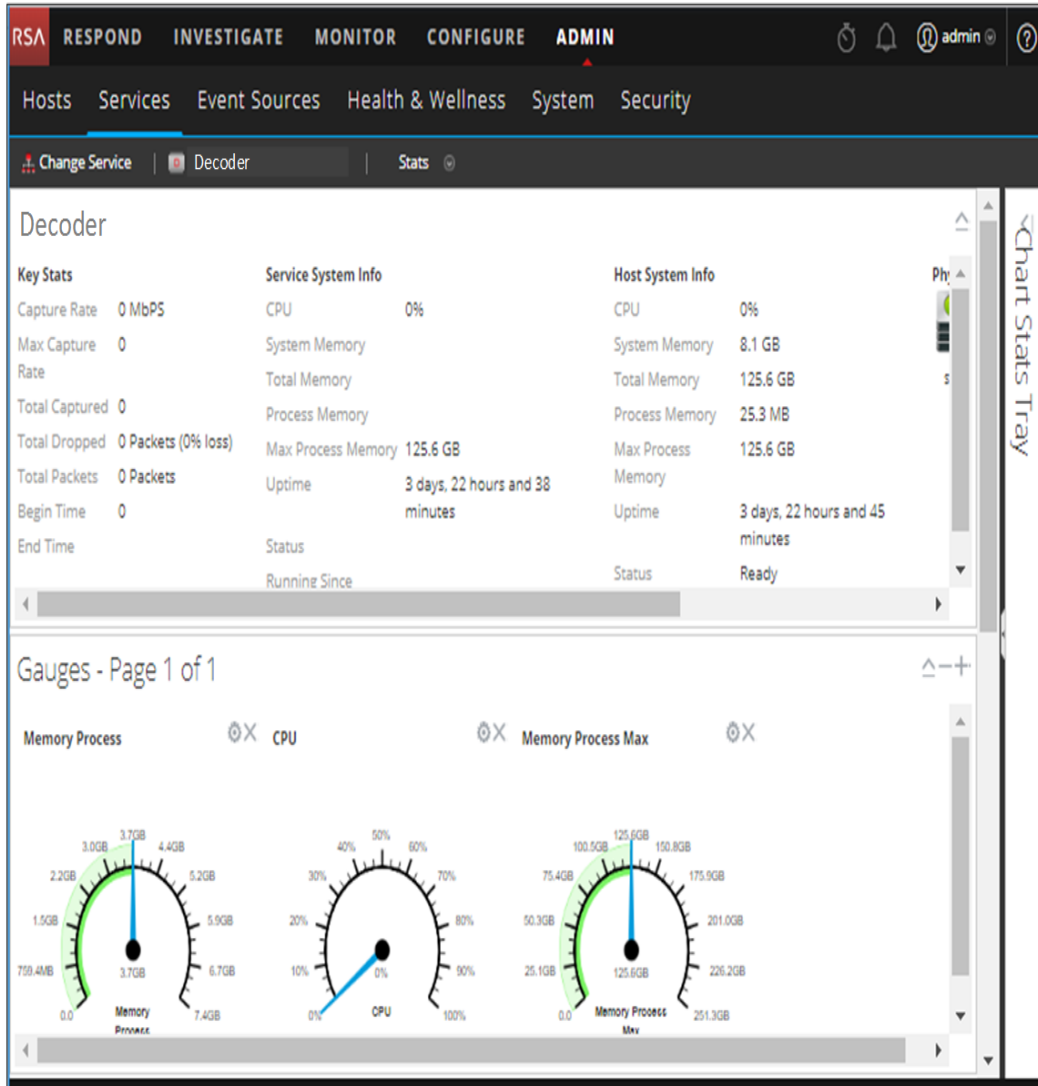 RSA RESPOND INVESTIGATE MONITOR CONFIGURE ADMIN admin ?
Hosts Services Event Sources Health & Wellness System Security
Change Service | Decoder | Stats
Decoder
Key Stats
Capture Rate 0 MbPS
Max Capture Rate 0
Total Captured 0
Total Dropped 0 Packets (0% loss)
Total Packets 0 Packets
Begin Time 0
End Time
Service System Info
CPU 0%
System Memory
Total Memory
Process Memory
Max Process Memory 125.6 GB
Uptime 3 days, 22 hours and 38
minutes
Status
Running Since
Host System Info
CPU 0%
System Memory 8.1 GB
Total Memory 125.6 GB
Process Memory 25.3 MB
Max Process Memory 125.6 GB
Uptime 3 days, 22 hours and 45
minutes
Status Ready
Phy
s
Chart Stats Tray
Gauges - Page 1 of 1
Memory Process
0.0
759.4MB
1.5GB
2.2GB
3.0GB
3.7GB
4.4GB
5.2GB
5.9GB
6.7GB
7.4GB
3.7GB
Memory
Process
CPU
0%
10%
20%
30%
40%
50%
60%
70%
80%
90%
100%
0%
CPU
Memory Process Max
0.0
25.1GB
50.3GB
75.4GB
100.5GB
125.6GB
150.8GB
175.9GB
201.0GB
226.2GB
251.3GB
125.6GB
Memory Process
Max